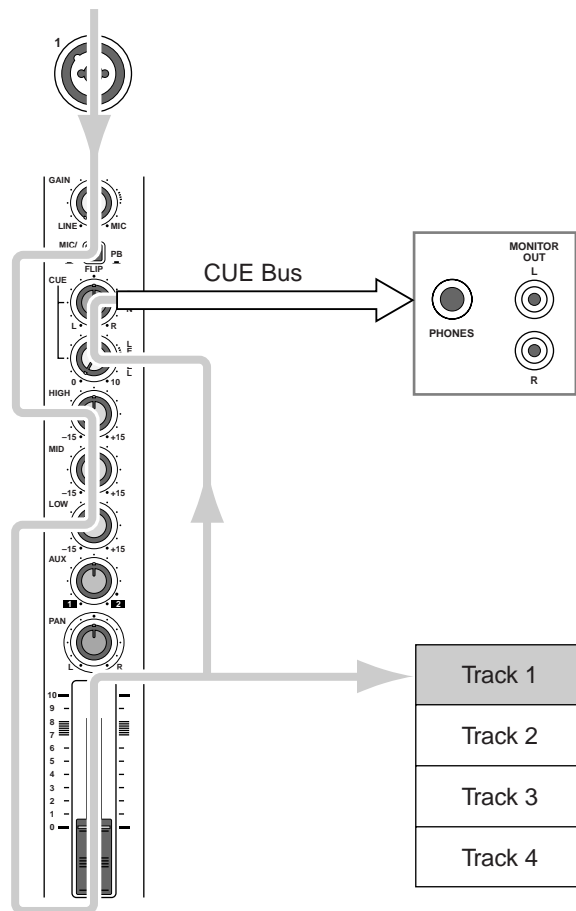 1
GAIN
LINE MIC
MIC/ PB
FLIP
CUE
L R
0 10
HIGH
–15 +15
MID
–15 +15
LOW
–15 +15
AUX
1 2
PAN
L R
10
9
8
7
6
5
4
3
2
1
0
CUE Bus
MONITOR
OUT
L
PHONES
R
Track 1
Track 2
Track 3
Track 4